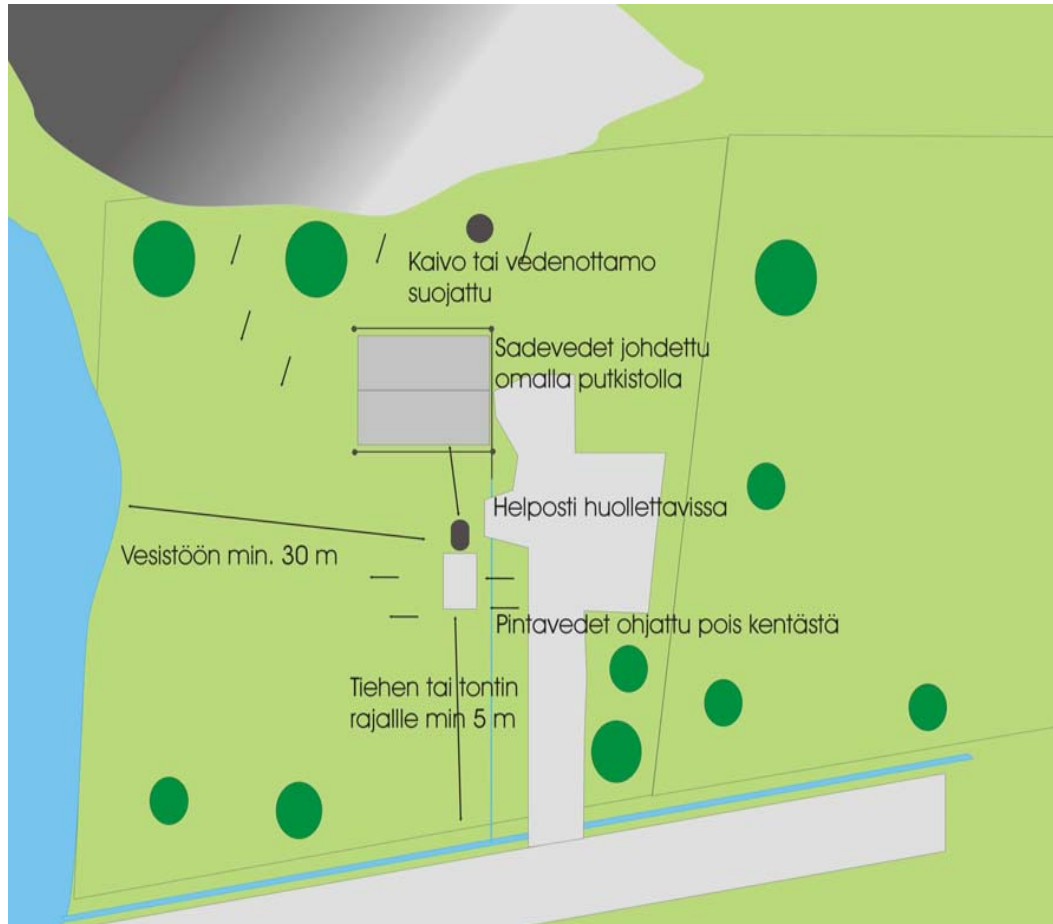 Kaivo tai vedenottamo
suojattu
Sadevedet johdettu
omalla putkistolla
Helposti huollettavissa
Vesistöön min. 30 m
Pintavedet ohjattu pois kentästä
Tiehen tai tontin
rajallle min 5 m